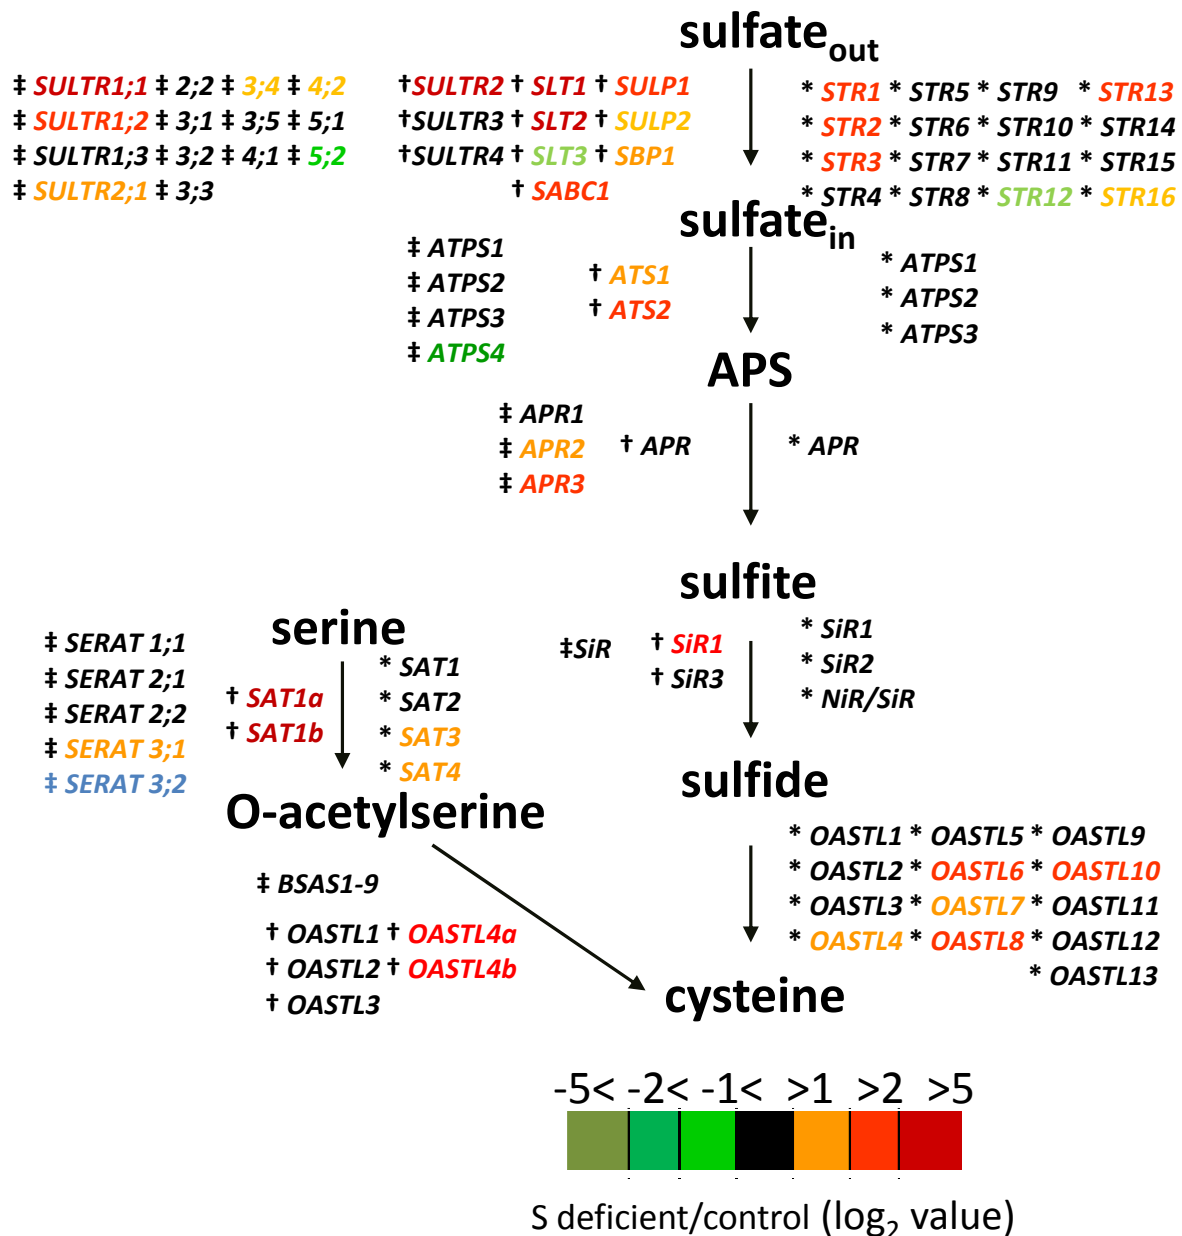 sulfate_out
‡ SULTR1;1 ‡ 2;2 ‡ 3;4 ‡ 4;2
‡ SULTR1;2 ‡ 3;1 ‡ 3;5 ‡ 5;1
‡ SULTR1;3 ‡ 3;2 ‡ 4;1 ‡ 5;2
‡ SULTR2;1 ‡ 3;3
†SULTR2 † SLT1 † SULP1
†SULTR3 † SLT2 † SULP2
†SULTR4 † SLT3 † SBP1
† SABC1
* STR1 * STR5 * STR9 * STR13
* STR2 * STR6 * STR10 * STR14
* STR3 * STR7 * STR11 * STR15
* STR4 * STR8 * STR12 * STR16
sulfate_in
‡ ATPS1
‡ ATPS2
‡ ATPS3
‡ ATPS4
† ATS1
† ATS2
* ATPS1
* ATPS2
* ATPS3
APS
‡ APR1
‡ APR2
‡ APR3
† APR
* APR
sulfite
‡SiR
† SiR1
† SiR3
* SiR1
* SiR2
* NiR/SiR
serine
‡ SERAT 1;1
‡ SERAT 2;1
‡ SERAT 2;2
‡ SERAT 3;1
‡ SERAT 3;2
† SAT1a
† SAT1b
* SAT1
* SAT2
* SAT3
* SAT4
sulfide
O-acetylserine
‡ BSAS1-9
† OASTL1 † OASTL4a
† OASTL2 † OASTL4b
† OASTL3
* OASTL1 * OASTL5 * OASTL9
* OASTL2 * OASTL6 * OASTL10
* OASTL3 * OASTL7 * OASTL11
* OASTL4 * OASTL8 * OASTL12
* OASTL13
cysteine
-5< -2< -1< >1 >2 >5
S deficient/control (log₂ value)